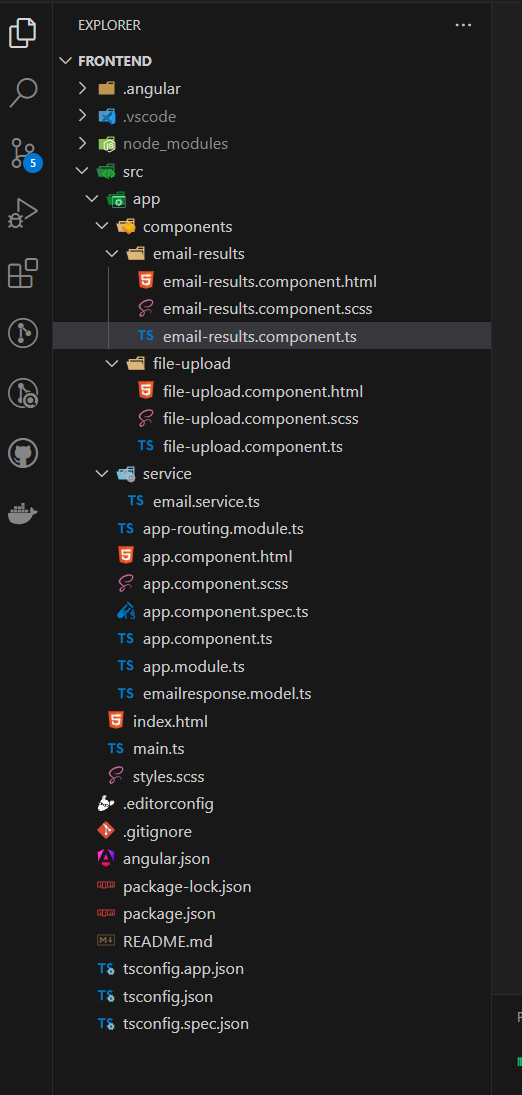 EXPLORER
FRONTEND
.angular
.vscode
node_modules
src
app
components
email-results
email-results.component.html
email-results.component.scss
TS email-results.component.ts
file-upload
file-upload.component.html
file-upload.component.scss
TS file-upload.component.ts
service
TS email.service.ts
TS app-routing.module.ts
app.component.html
app.component.scss
app.component.spec.ts
TS app.component.ts
TS app.module.ts
TS emailresponse.model.ts
index.html
TS main.ts
styles.scss
.editorconfig
.gitignore
angular.json
package-lock.json
package.json
README.md
TS tsconfig.app.json
TS tsconfig.json
TS tsconfig.spec.json
5